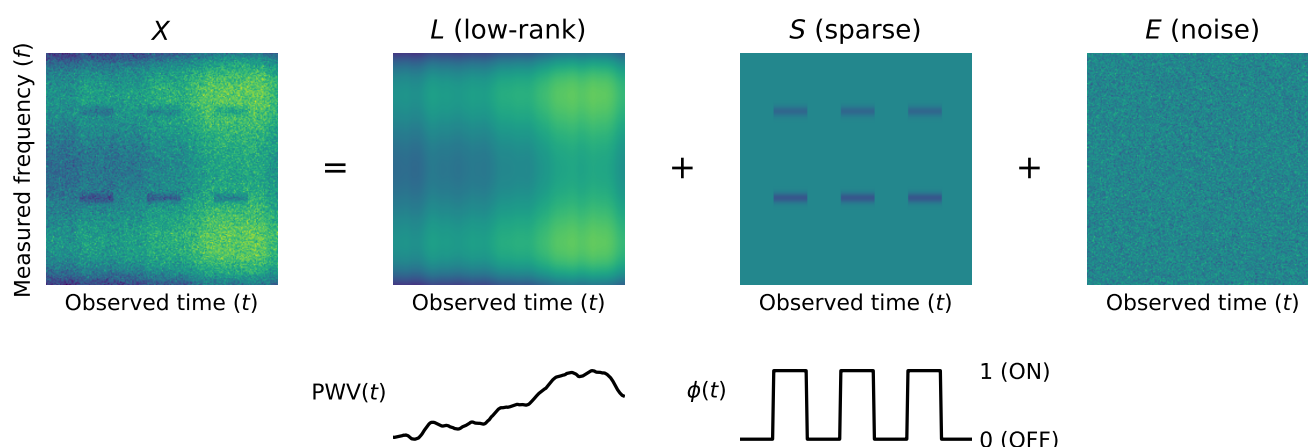 X
L (low-rank)
S (sparse)
E (noise)
Measured frequency (f)
=
+
+
Observed time (t)
Observed time (t)
Observed time (t)
Observed time (t)
PWV(t)
ϕ(t)
1 (ON)
0 (OFF)